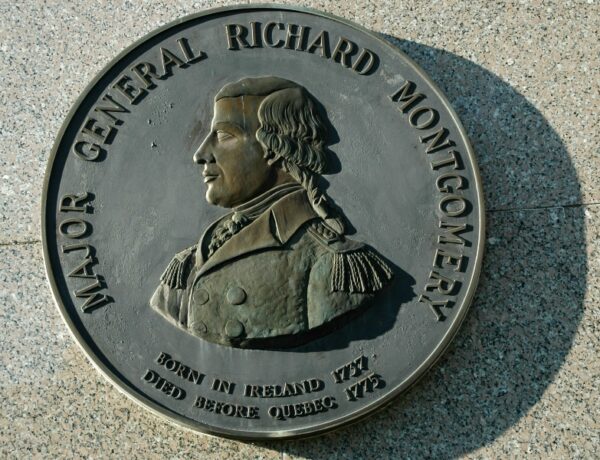 MAJOR GENERAL RICHARD MONTGOMERY
BORN IN IRELAND 1737
DIED BEFORE QUEBEC 1775